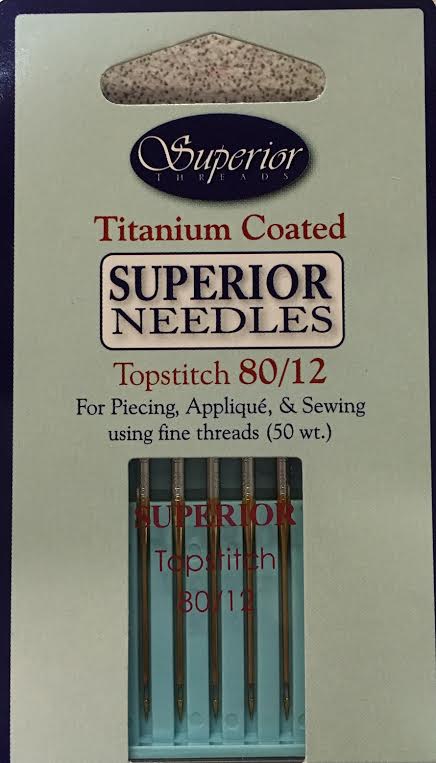 Superior
THREADS
Titanium Coated
SUPERIOR
NEEDLES
Topstitch 80/12
For Piecing, Appliqué, & Sewing
using fine threads (50 wt.)
SUPERIOR
Topstitch
80/12